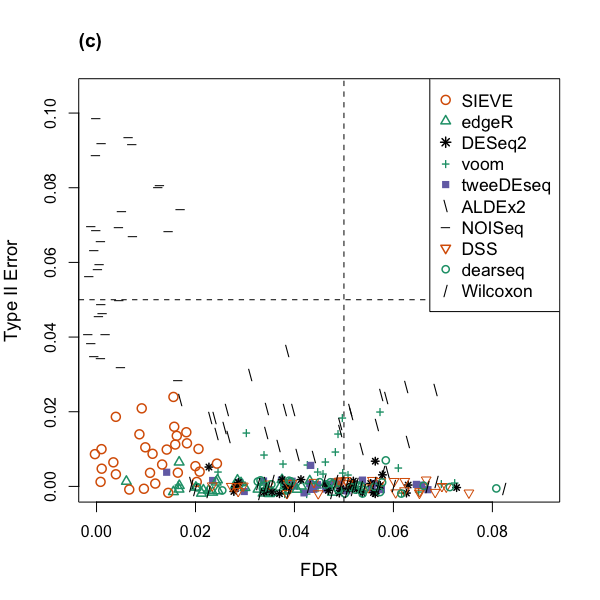 (c)
Type II Error
0.10
0.08
0.06
0.04
0.02
0.00
SIEVE
edgeR
DESeq2
voom
tweeDEseq
ALDEx2
NOISeq
DSS
dearseq
Wilcoxon
0.00 0.02 0.04 0.06 0.08
FDR